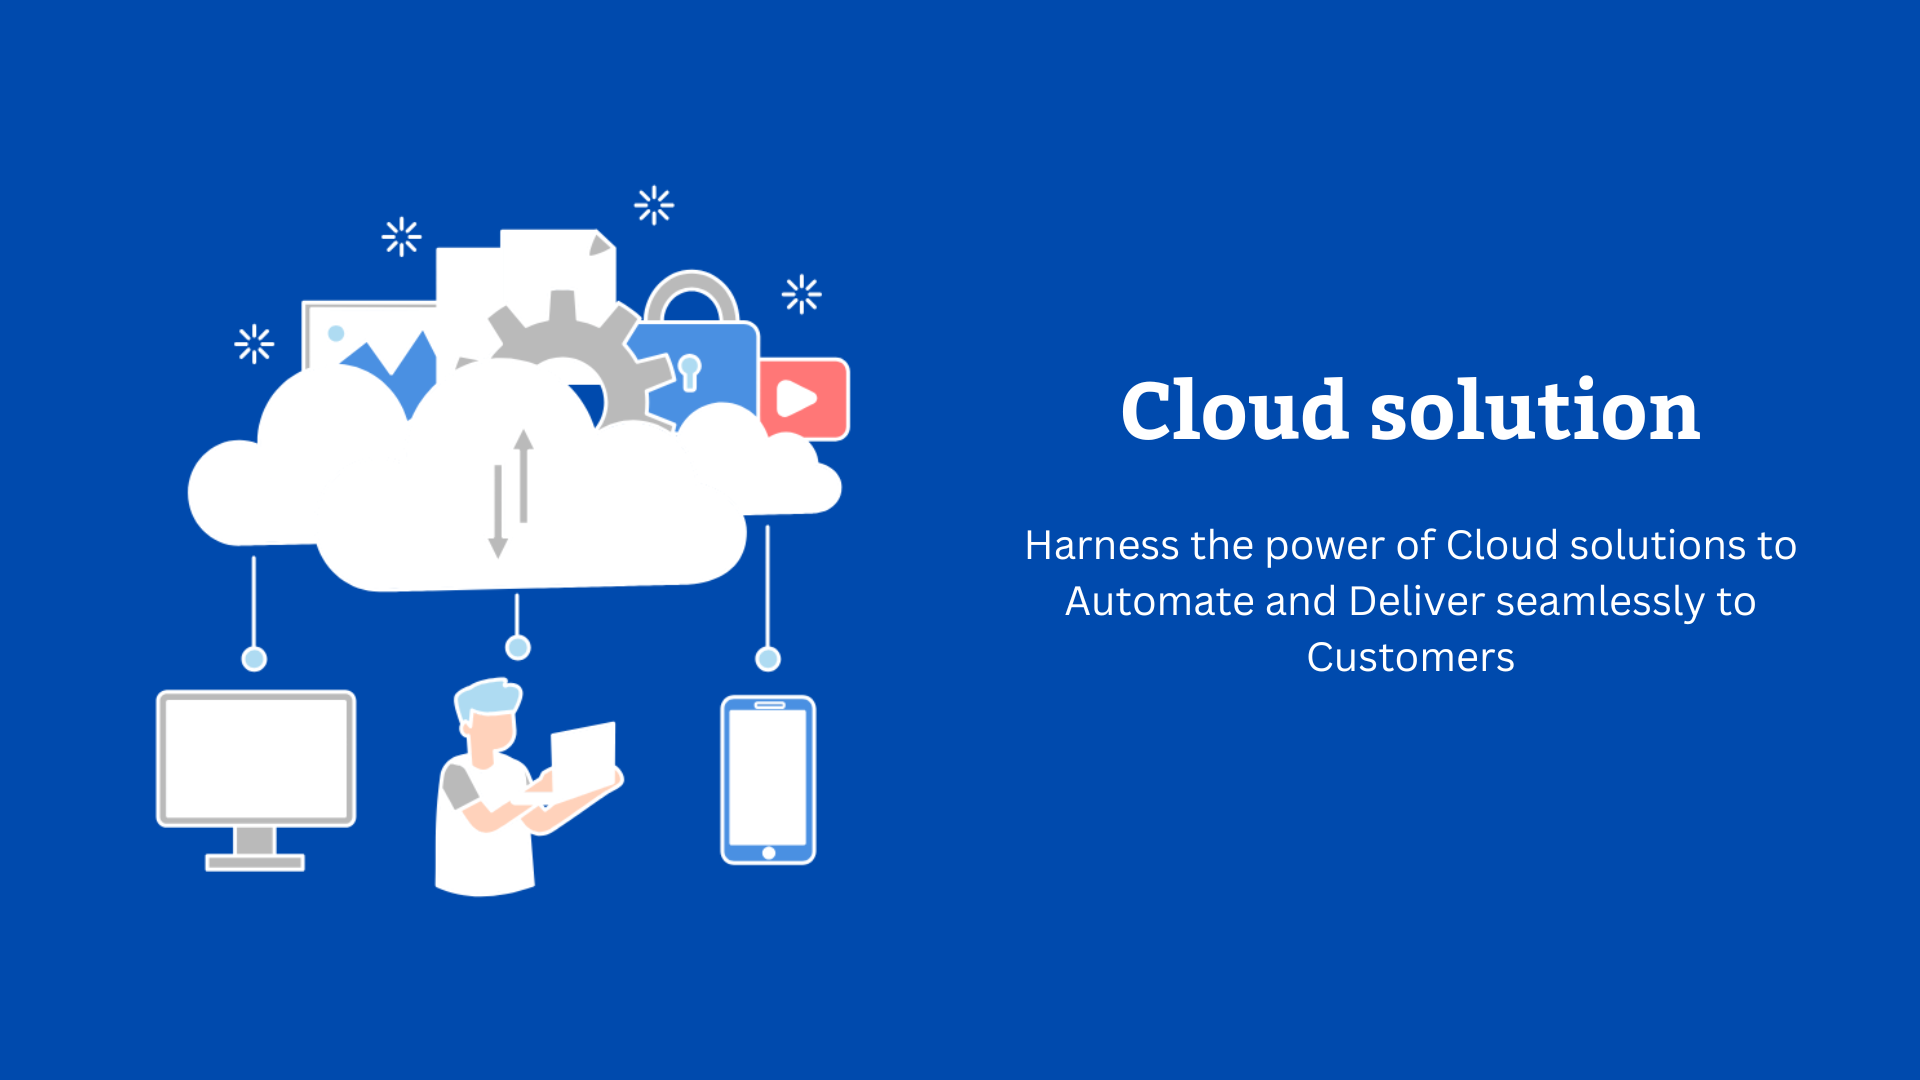 Cloud solution
Harness the power of Cloud solutions to
Automate and Deliver seamlessly to
Customers